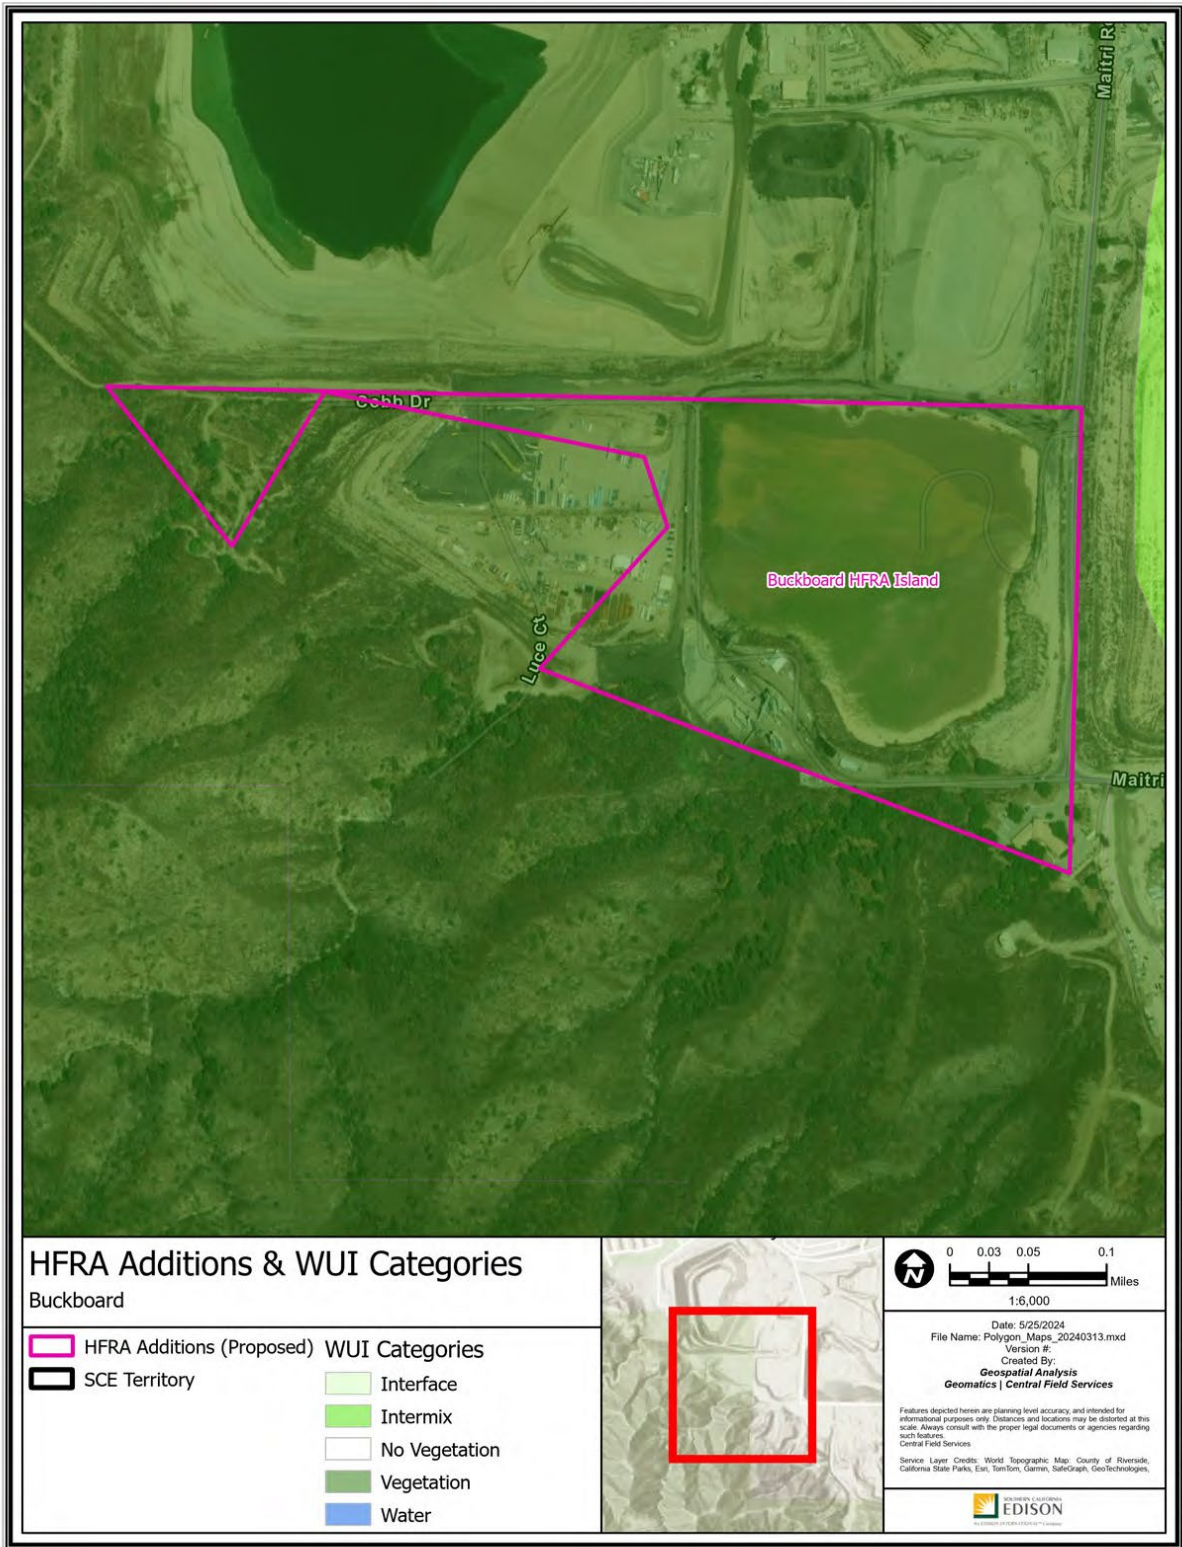 Maitri R
Cobb Dr
Buckboard HFRA Island
Luce Ct
Maitri
HFRA Additions & WUI Categories
Buckboard
HFRA Additions (Proposed)
SCE Territory
WUI Categories
Interface
Intermix
No Vegetation
Vegetation
Water
N
0 0.03 0.05 0.1
Miles
1:6,000
Date: 5/25/2024
File Name: Polygon_Maps_20240313.mxd
Version #:
Created By:
Geospatial Analysis
Geomatics | Central Field Services
Features depicted herein are planning level accuracy, and intended for
informational purposes only. Distances and locations may be distorted at this
scale. Always consult with the proper legal documents or agencies regarding
such features.
Central Field Services
Service Layer Credits: World Topographic Map: County of Riverside,
California State Parks, Esri, TomTom, Garmin, SafeGraph, GeoTechnologies,
SOUTHERN CALIFORNIA
EDISON
An EDISON INTERNATIONAL® Company